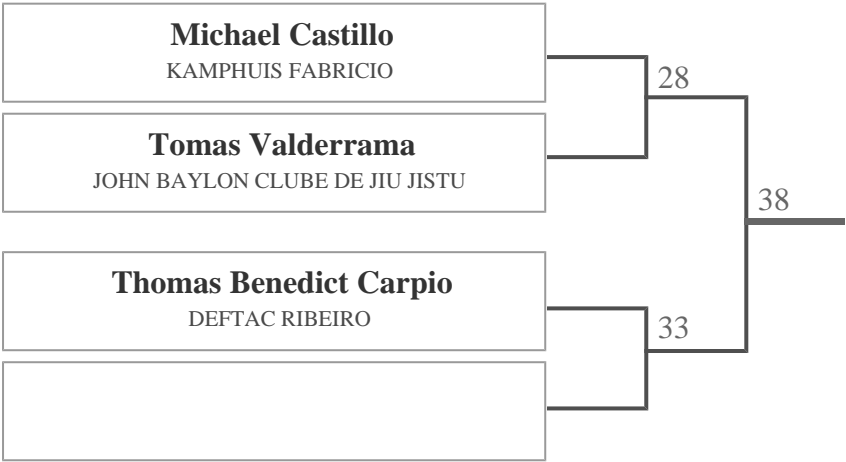 Michael Castillo
KAMPHUIS FABRICIO
28
Tomas Valderrama
JOHN BAYLON CLUBE DE JIU JISTU
38
Thomas Benedict Carpio
DEFTAC RIBEIRO
33